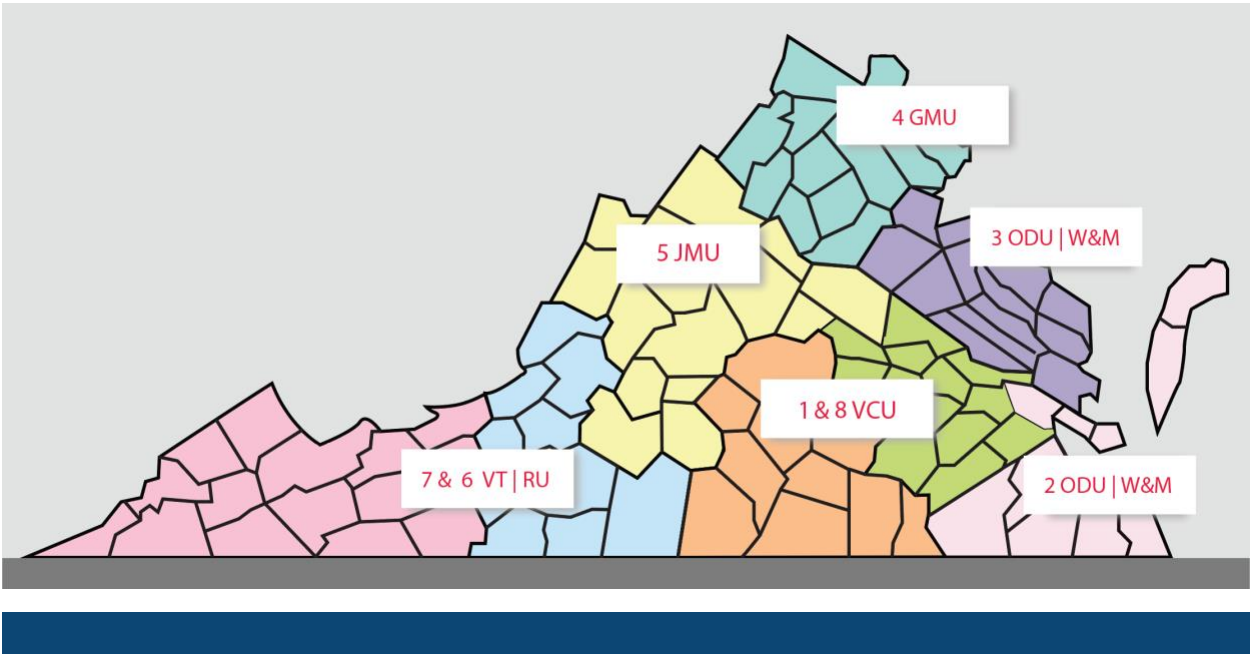 4 GMU
3 ODU | W&M
5 JMU
1 & 8 VCU
7 & 6 VT | RU
2 ODU | W&M